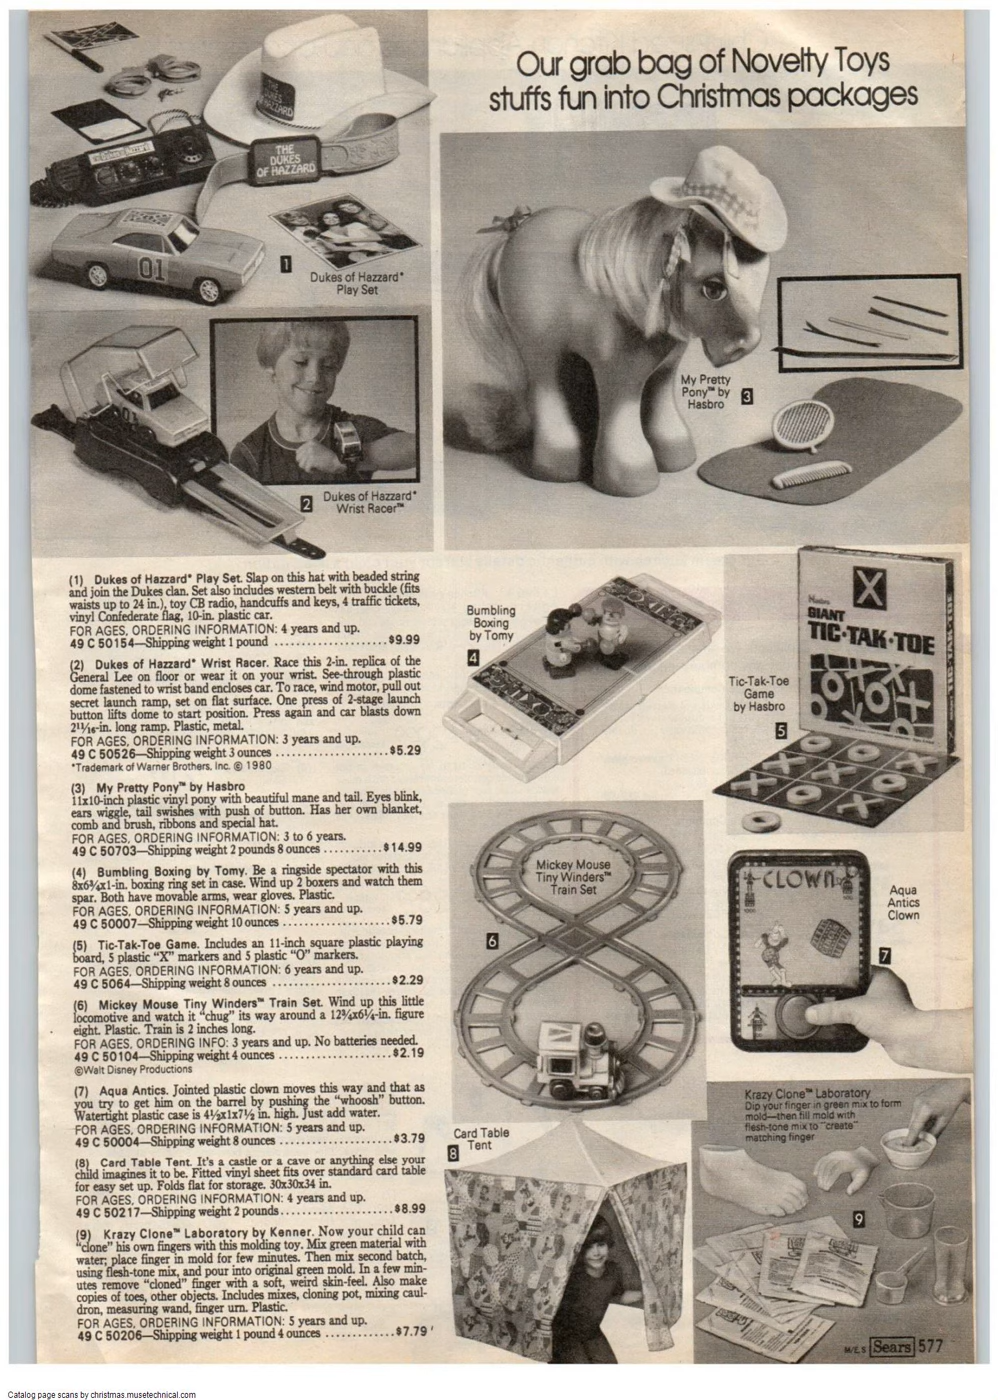 Our grab bag of Novelty Toys
stuffs fun into Christmas packages
THE
DUKES
OF HAZZARD
THE
DUKES
OF HAZZARD
01
1
Dukes of Hazzard*
Play Set
01
2
Dukes of Hazzard*
Wrist Racer™
My Pretty
Pony™ by
Hasbro
3
(1) Dukes of Hazzard* Play Set. Slap on this hat with beaded string
and join the Dukes clan. Set also includes western belt with buckle (fits
waists up to 24 in.), toy CB radio, handcuffs and keys, 4 traffic tickets,
vinyl Confederate flag, 10-in. plastic car.
FOR AGES, ORDERING INFORMATION: 4 years and up.
49 C 50154—Shipping weight 1 pound ..................$9.99
(2) Dukes of Hazzard* Wrist Racer. Race this 2-in. replica of the
General Lee on floor or wear it on your wrist. See-through plastic
dome fastened to wrist band encloses car. To race, wind motor, pull out
secret launch ramp, set on flat surface. One press of 2-stage launch
button lifts dome to start position. Press again and car blasts down
2¹¹⁄₁₆-in. long ramp. Plastic, metal.
FOR AGES, ORDERING INFORMATION: 3 years and up.
49 C 50526—Shipping weight 3 ounces ..................$5.29
*Trademark of Warner Brothers, Inc. © 1980
(3) My Pretty Pony™ by Hasbro
11x10-inch plastic vinyl pony with beautiful mane and tail. Eyes blink,
ears wiggle, tail swishes with push of button. Has her own blanket,
comb and brush, ribbons and special hat.
FOR AGES, ORDERING INFORMATION: 3 to 6 years.
49 C 50703—Shipping weight 2 pounds 8 ounces ...........$14.99
(4) Bumbling Boxing by Tomy. Be a ringside spectator with this
8x6¾x1-in. boxing ring set in case. Wind up 2 boxers and watch them
spar. Both have movable arms, wear gloves. Plastic.
FOR AGES, ORDERING INFORMATION: 5 years and up.
49 C 50007—Shipping weight 10 ounces .................$5.79
(5) Tic-Tak-Toe Game. Includes an 11-inch square plastic playing
board, 5 plastic "X" markers and 5 plastic "O" markers.
FOR AGES, ORDERING INFORMATION: 6 years and up.
49 C 5064—Shipping weight 8 ounces ...................$2.29
(6) Mickey Mouse Tiny Winders™ Train Set. Wind up this little
locomotive and watch it "chug" its way around a 12¾x6¼-in. figure
eight. Plastic. Train is 2 inches long.
FOR AGES, ORDERING INFO: 3 years and up. No batteries needed.
49 C 50104—Shipping weight 4 ounces ..................$2.19
©Walt Disney Productions
(7) Aqua Antics. Jointed plastic clown moves this way and that as
you try to get him on the barrel by pushing the "whoosh" button.
Watertight plastic case is 4½x1x7½ in. high. Just add water.
FOR AGES, ORDERING INFORMATION: 5 years and up.
49 C 50004—Shipping weight 8 ounces ..................$3.79
(8) Card Table Tent. It's a castle or a cave or anything else your
child imagines it to be. Fitted vinyl sheet fits over standard card table
for easy set up. Folds flat for storage. 30x30x34 in.
FOR AGES, ORDERING INFORMATION: 4 years and up.
49 C 50217—Shipping weight 2 pounds..................$8.99
(9) Krazy Clone™ Laboratory by Kenner. Now your child can
"clone" his own fingers with this molding toy. Mix green material with
water; place finger in mold for few minutes. Then mix second batch,
using flesh-tone mix, and pour into original green mold. In a few min-
utes remove "cloned" finger with a soft, weird skin-feel. Also make
copies of toes, other objects. Includes mixes, cloning pot, mixing caul-
dron, measuring wand, finger urn. Plastic.
FOR AGES, ORDERING INFORMATION: 5 years and up.
49 C 50206—Shipping weight 1 pound 4 ounces .............$7.79
Bumbling
Boxing
by Tomy
4
BOXING
Tic-Tak-Toe
Game
by Hasbro
5
Hasbro
GIANT
TIC·TAK·TOE
Mickey Mouse
Tiny Winders™
Train Set
6
CLOWN
Aqua
Antics
Clown
7
Card Table
Tent
8
Krazy Clone™ Laboratory
Dip your finger in green mix to form
mold—then fill mold with
flesh-tone mix to "create"
matching finger
9
M/E,S Sears 577
Catalog page scans by christmas.musetechnical.com